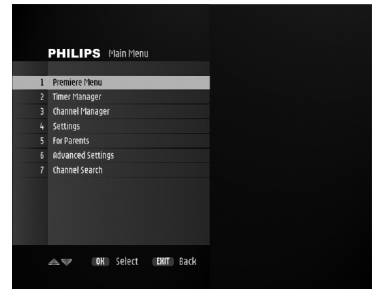 PHILIPS Main Menu
1 Premiere Menu
2 Timer Manager
3 Channel Manager
4 Settings
5 For Parents
6 Advanced Settings
7 Channel Search
OK Select EXIT Back